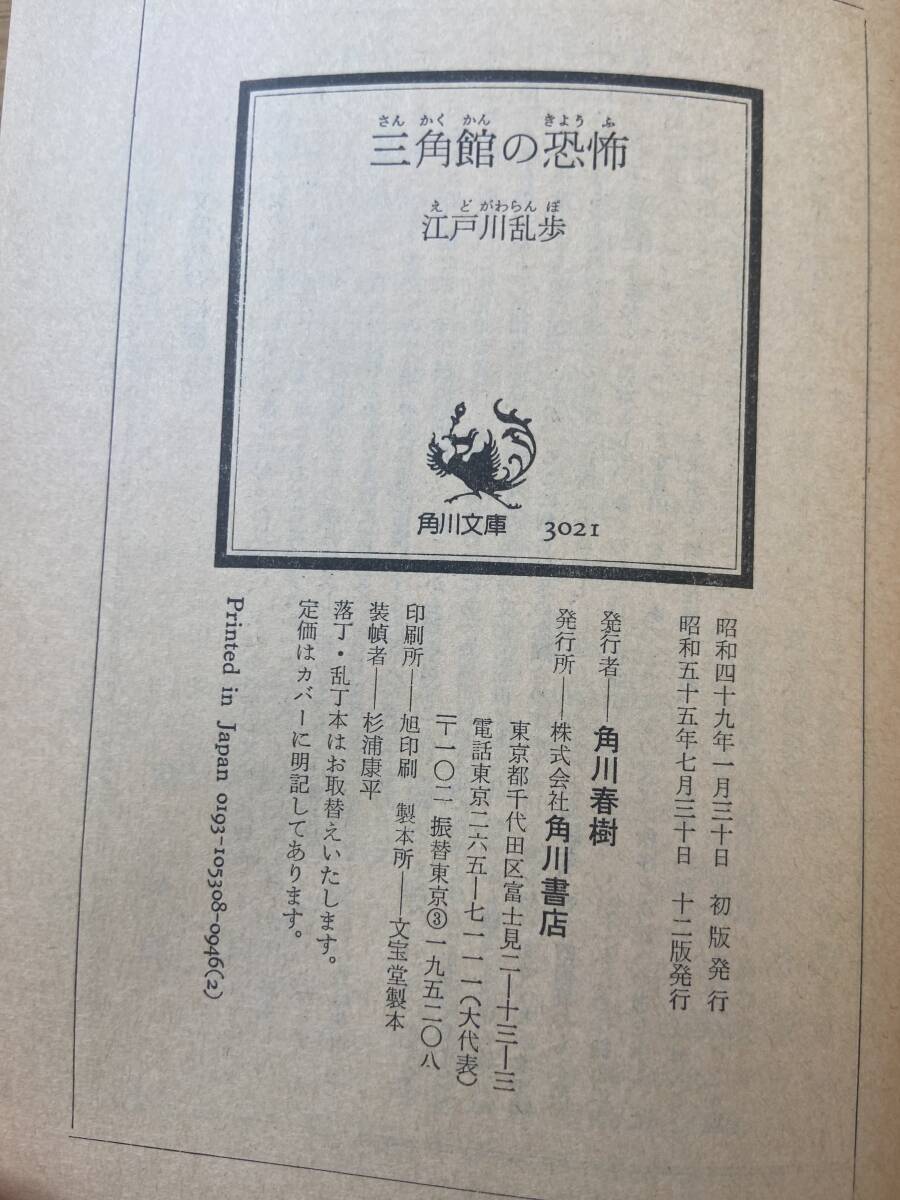 さんかくかん きょうふ
三角館の恐怖
えどがわらんぽ
江戸川乱歩
角川文庫 3021
昭和四十九年一月三十日 初版発行
昭和五十五年七月三十日 十二版発行
発行者―角川春樹
発行所―株式会社角川書店
東京都千代田区富士見二―十三―三
電話東京二六五―七一一一(大代表)
〒一〇二 振替東京③一九五二〇八
印刷所―旭印刷 製本所―文宝堂製本
装幀者―杉浦康平
落丁・乱丁本はお取替えいたします。
定価はカバーに明記してあります。
Printed in Japan 0193-105308-0946(2)